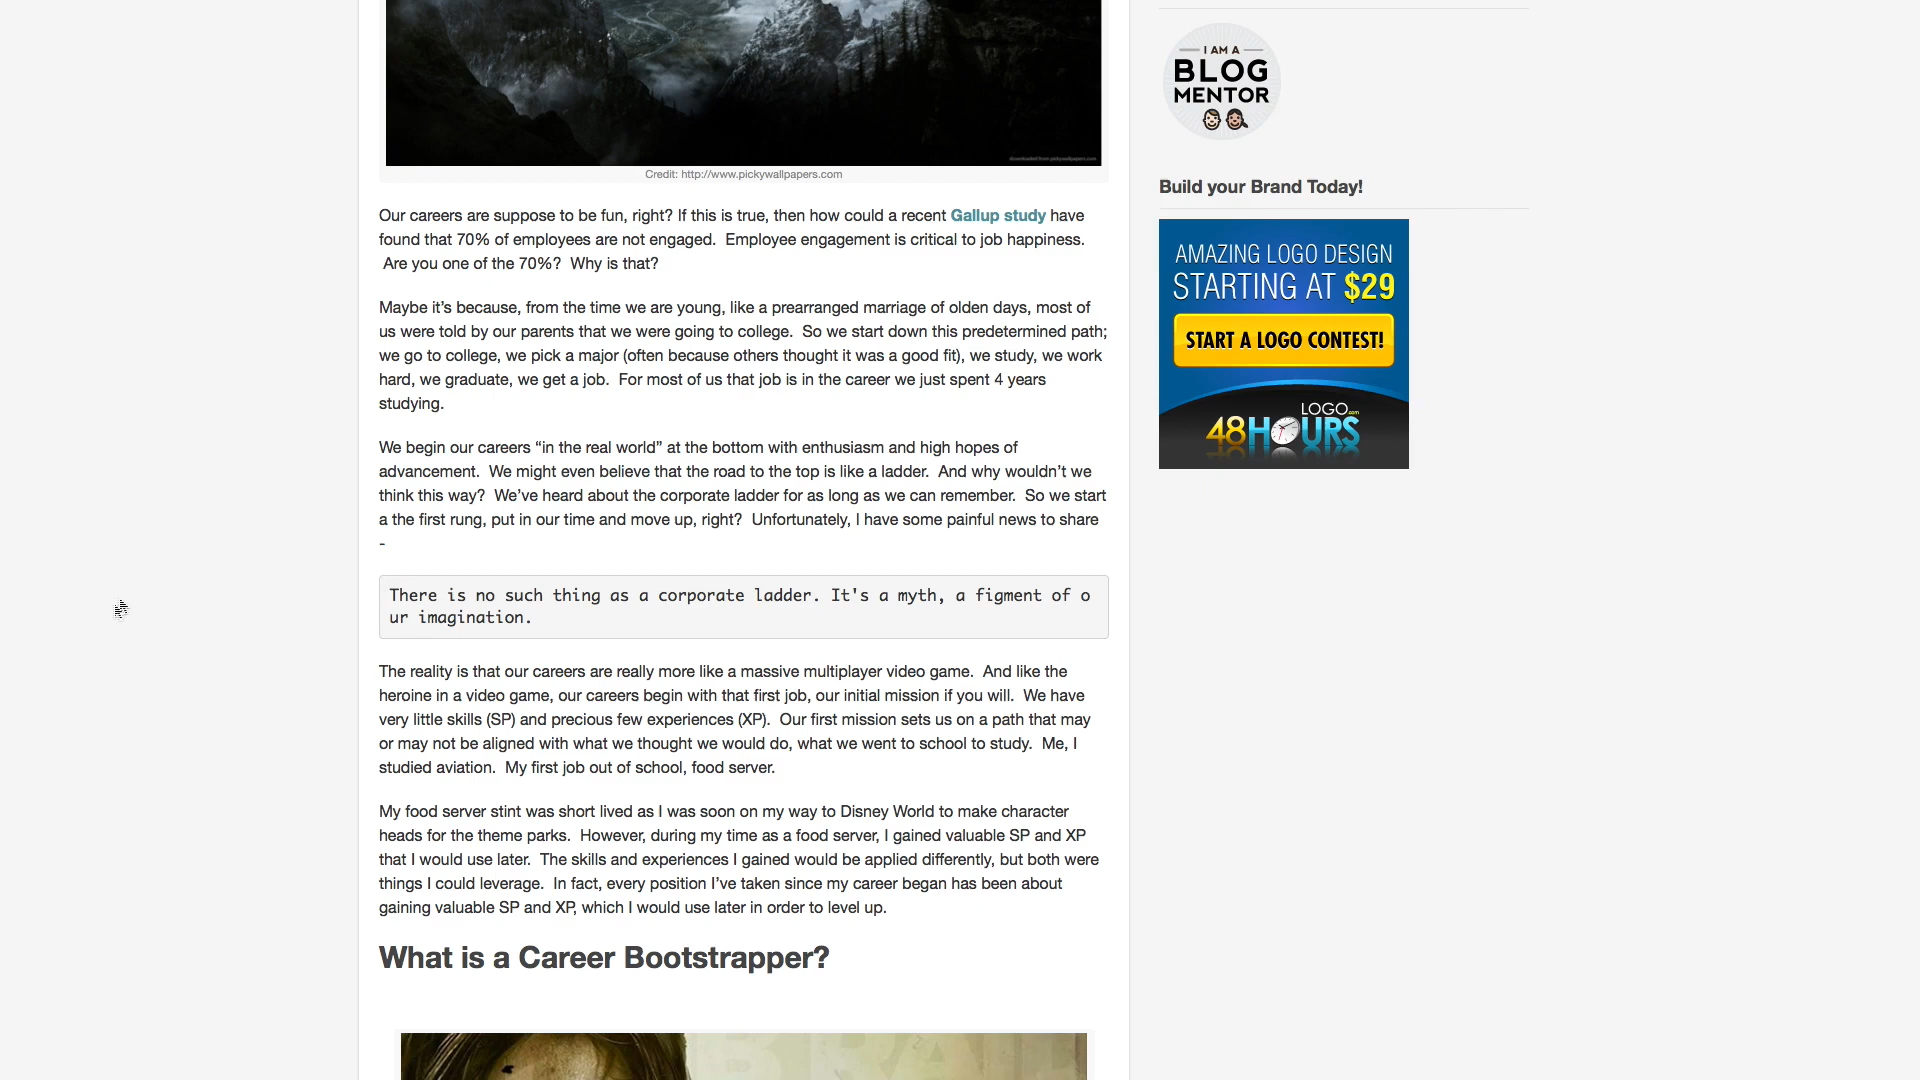 downloaded from pickywallpapers.com
Credit: http://www.pickywallpapers.com
Our careers are suppose to be fun, right? If this is true, then how could a recent Gallup study have
found that 70% of employees are not engaged.  Employee engagement is critical to job happiness.
Are you one of the 70%?  Why is that?
Maybe it’s because, from the time we are young, like a prearranged marriage of olden days, most of
us were told by our parents that we were going to college.  So we start down this predetermined path;
we go to college, we pick a major (often because others thought it was a good fit), we study, we work
hard, we graduate, we get a job.  For most of us that job is in the career we just spent 4 years
studying.
We begin our careers “in the real world” at the bottom with enthusiasm and high hopes of
advancement.  We might even believe that the road to the top is like a ladder.  And why wouldn’t we
think this way?  We’ve heard about the corporate ladder for as long as we can remember.  So we start
a the first rung, put in our time and move up, right?  Unfortunately, I have some painful news to share
-
There is no such thing as a corporate ladder. It's a myth, a figment of o
ur imagination.
The reality is that our careers are really more like a massive multiplayer video game.  And like the
heroine in a video game, our careers begin with that first job, our initial mission if you will.  We have
very little skills (SP) and precious few experiences (XP).  Our first mission sets us on a path that may
or may not be aligned with what we thought we would do, what we went to school to study.  Me, I
studied aviation.  My first job out of school, food server.
My food server stint was short lived as I was soon on my way to Disney World to make character
heads for the theme parks.  However, during my time as a food server, I gained valuable SP and XP
that I would use later.  The skills and experiences I gained would be applied differently, but both were
things I could leverage.  In fact, every position I’ve taken since my career began has been about
gaining valuable SP and XP, which I would use later in order to level up.
What is a Career Bootstrapper?
I AM A
BLOG
MENTOR
Build your Brand Today!
AMAZING LOGO DESIGN
STARTING AT $29
START A LOGO CONTEST!
48HOURS
LOGO.com